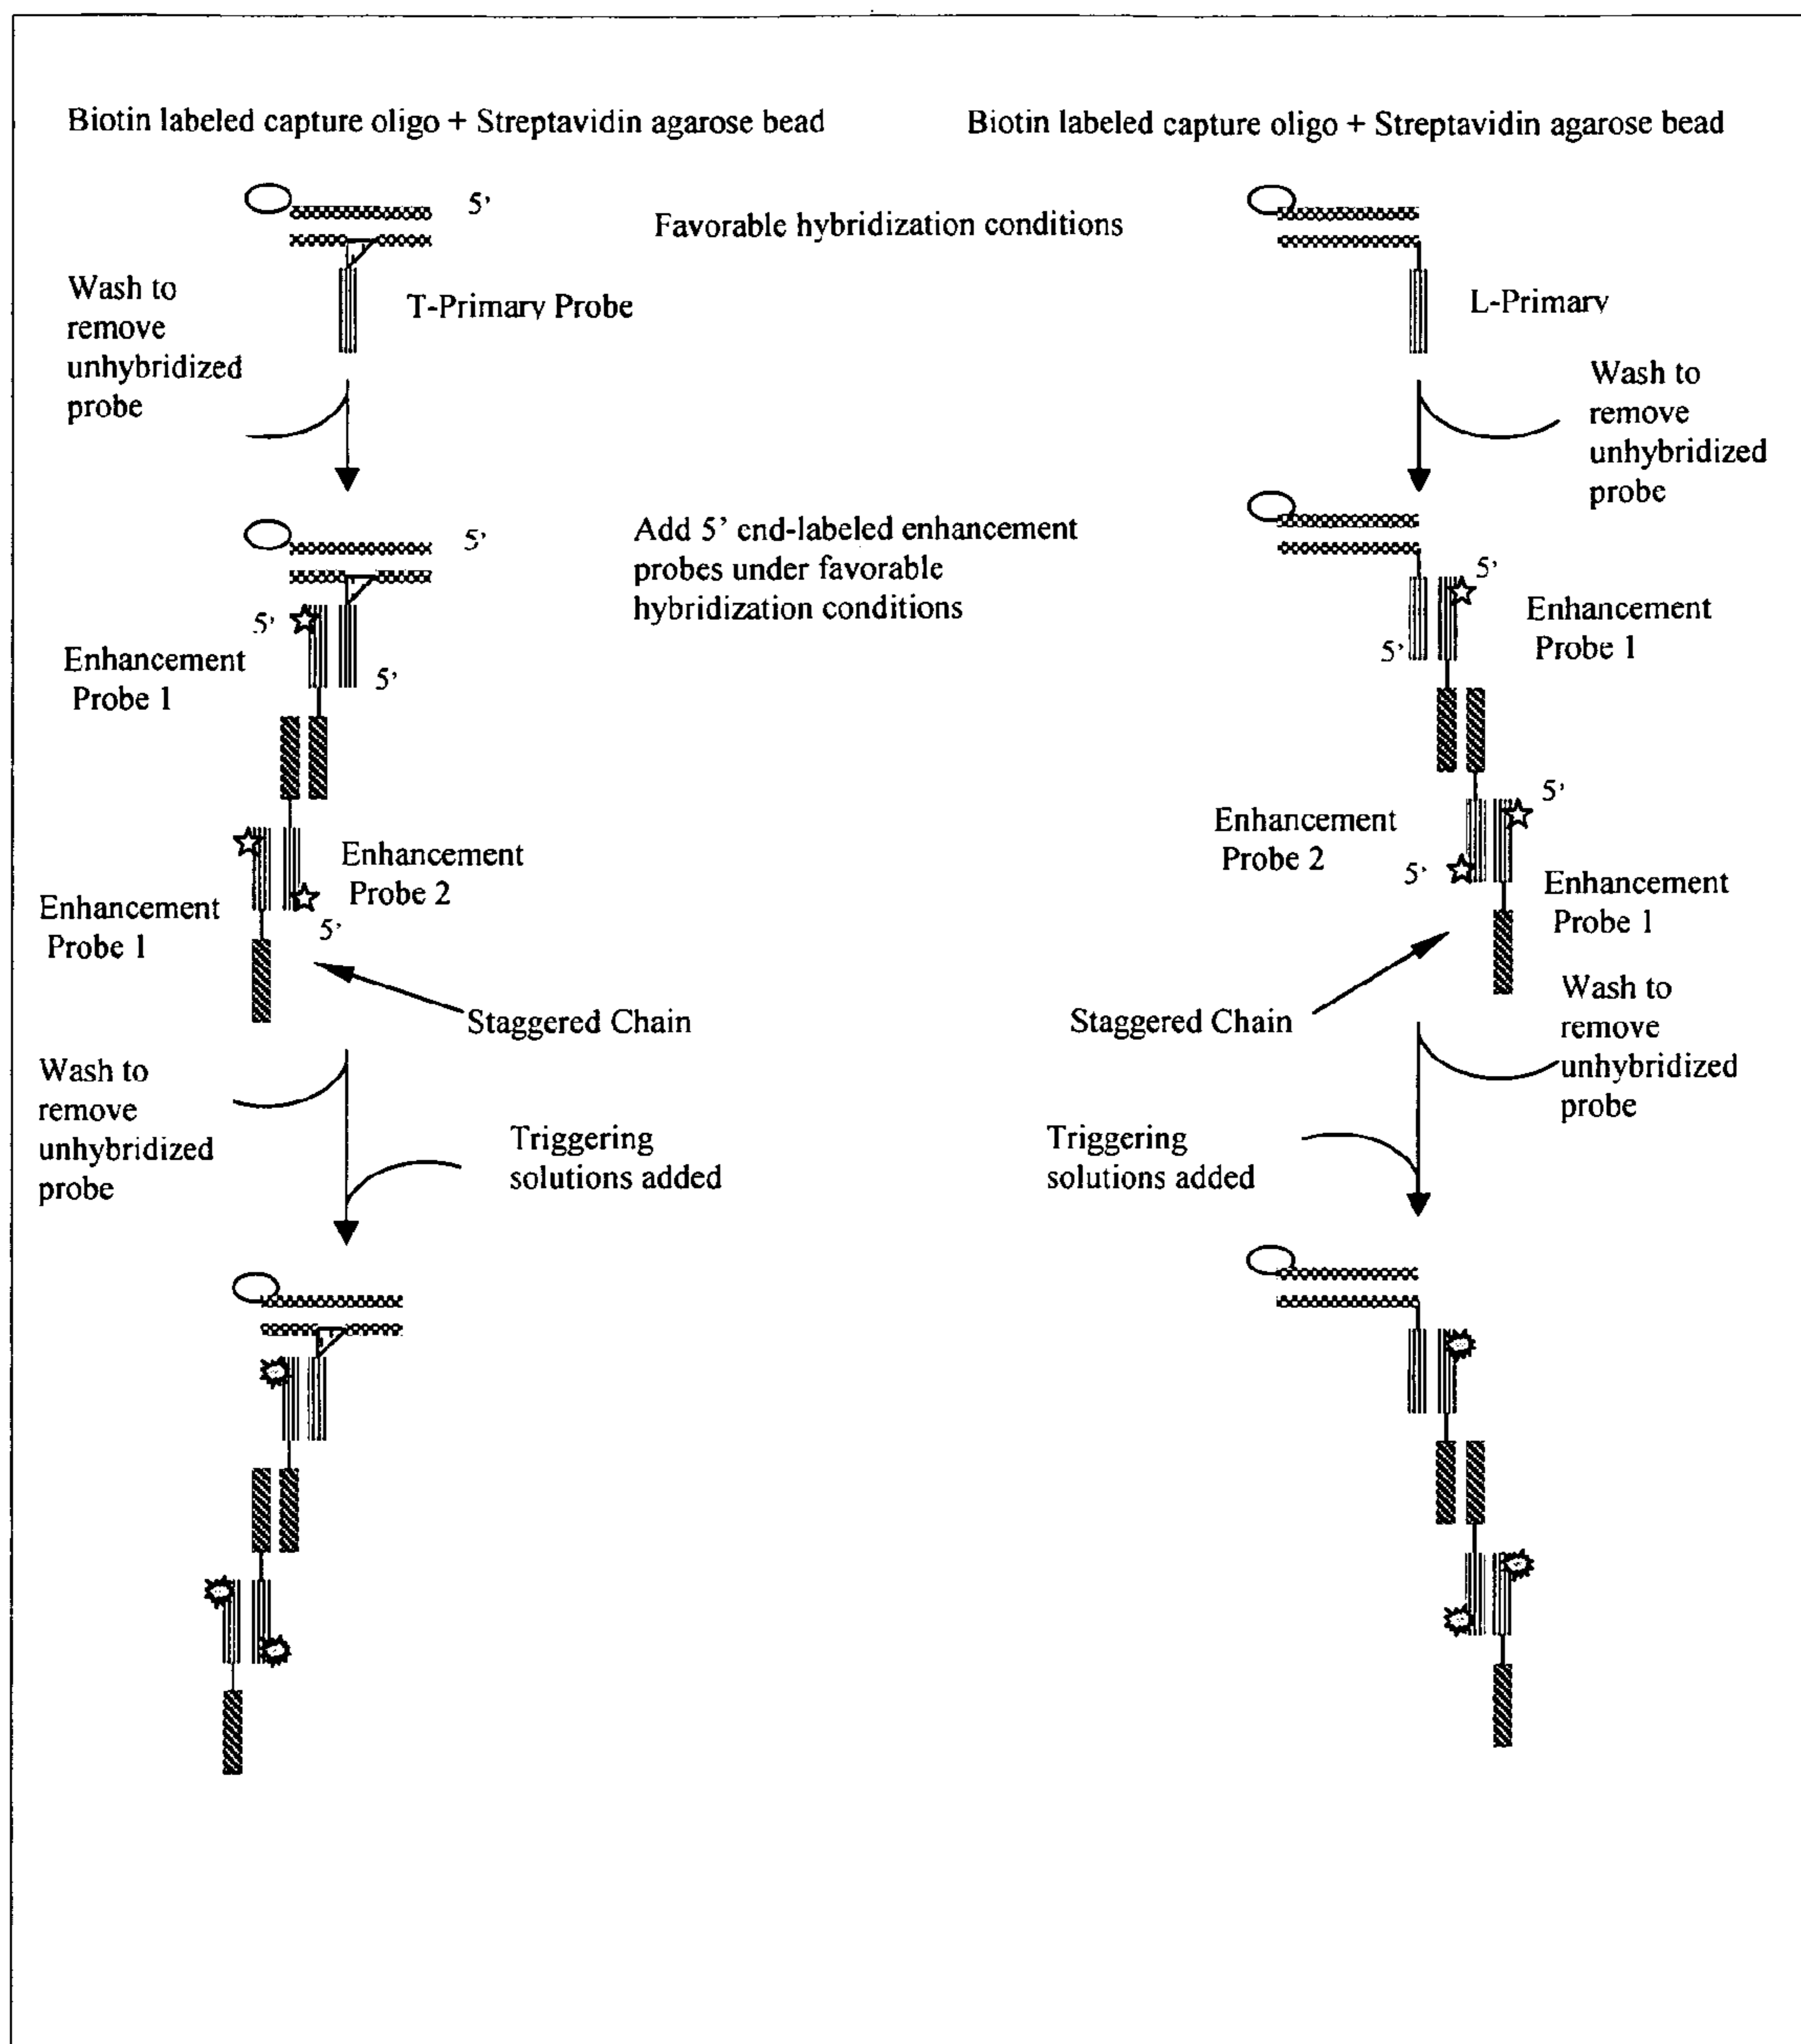 Biotin labeled capture oligo + Streptavidin agarose bead
Biotin labeled capture oligo + Streptavidin agarose bead
5'
Favorable hybridization conditions
Wash to
remove
unhybridized
probe
T-Primary Probe
L-Primary
Wash to
remove
unhybridized
probe
5'
Add 5' end-labeled enhancement
probes under favorable
hybridization conditions
5'
5'
Enhancement
Probe 1
5'
Enhancement
Probe 1
5'
5'
Enhancement
Probe 2
Enhancement
Probe 2
5'
Enhancement
Probe 1
5'
Enhancement
Probe 1
Staggered Chain
Staggered Chain
Wash to
remove
unhybridized
probe
Wash to
remove
unhybridized
probe
Triggering
solutions added
Triggering
solutions added